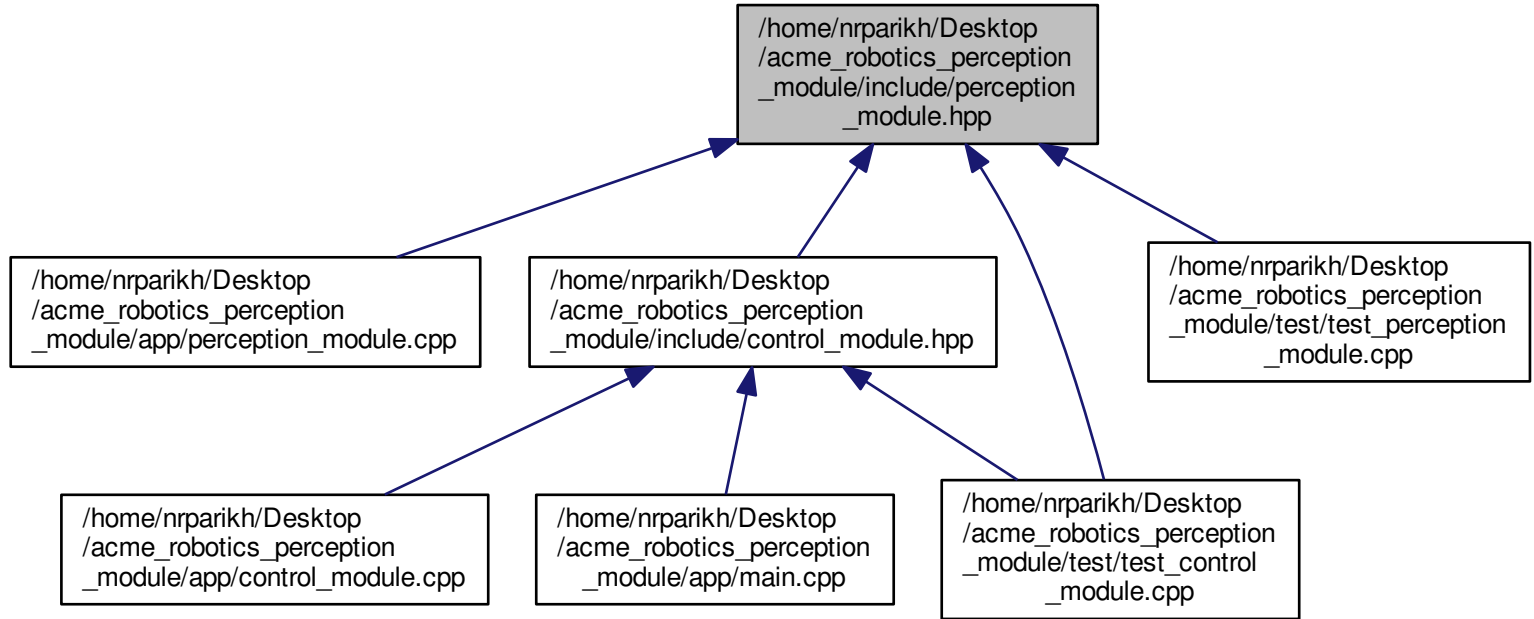 /home/nrparikh/Desktop
/acme_robotics_perception
_module/include/perception
_module.hpp
/home/nrparikh/Desktop
/acme_robotics_perception
_module/app/perception_module.cpp
/home/nrparikh/Desktop
/acme_robotics_perception
_module/include/control_module.hpp
/home/nrparikh/Desktop
/acme_robotics_perception
_module/test/test_perception
_module.cpp
/home/nrparikh/Desktop
/acme_robotics_perception
_module/app/control_module.cpp
/home/nrparikh/Desktop
/acme_robotics_perception
_module/app/main.cpp
/home/nrparikh/Desktop
/acme_robotics_perception
_module/test/test_control
_module.cpp